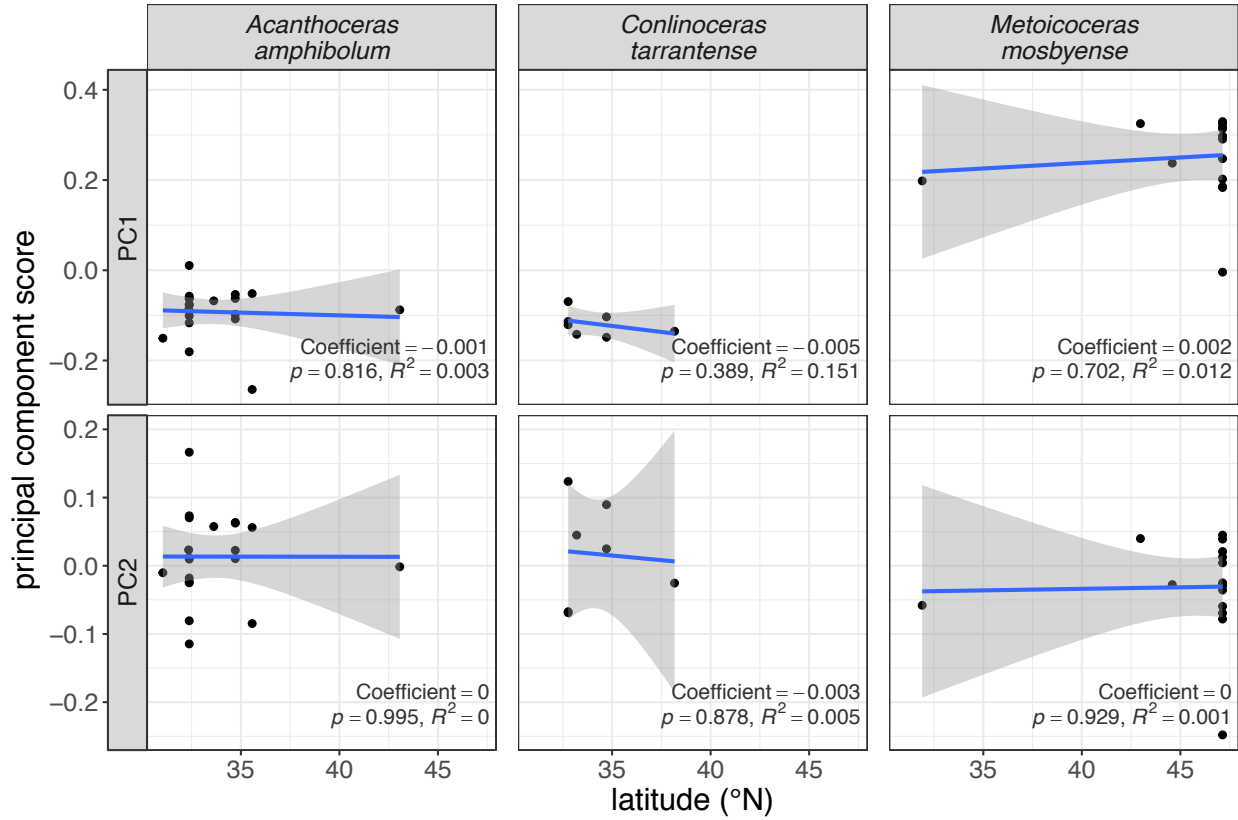 Acanthoceras
amphibolum
Conlinoceras
tarrantense
Metoicoceras
mosbyense
principal component score
PC1
0.4
0.2
0.0
−0.2
Coefficient = −0.001
p = 0.816, R² = 0.003
Coefficient = −0.005
p = 0.389, R² = 0.151
Coefficient = 0.002
p = 0.702, R² = 0.012
PC2
0.2
0.1
0.0
−0.1
−0.2
Coefficient = 0
p = 0.995, R² = 0
Coefficient = −0.003
p = 0.878, R² = 0.005
Coefficient = 0
p = 0.929, R² = 0.001
35 40 45 35 40 45 35 40 45
latitude (°N)